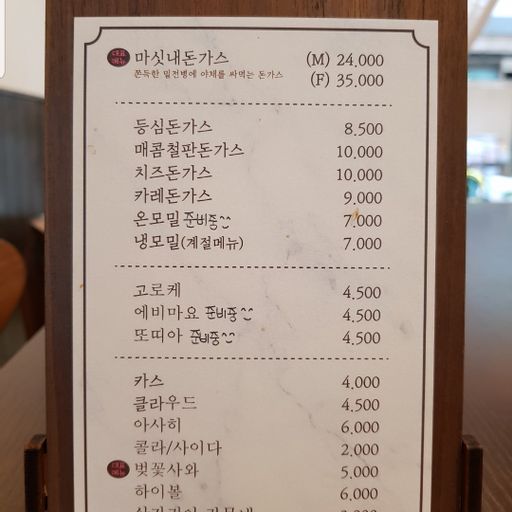 대표메뉴 마싯내돈가스 (M) 24,000
쫀득한 밀전병에 야채를 싸먹는 돈가스 (F) 35,000
등심돈가스 8,500
매콤철판돈가스 10,000
치즈돈가스 10,000
카레돈가스 9,000
온모밀 준비중^^ 7,000
냉모밀(계절메뉴) 7,000
고로케 4,500
에비마요 준비중^^ 4,500
또띠아 준비중^^ 4,500
카스 4,000
클라우드 4,500
아사히 6,000
콜라/사이다 2,000
대표메뉴 벚꽃사와 5,000
하이볼 6,000